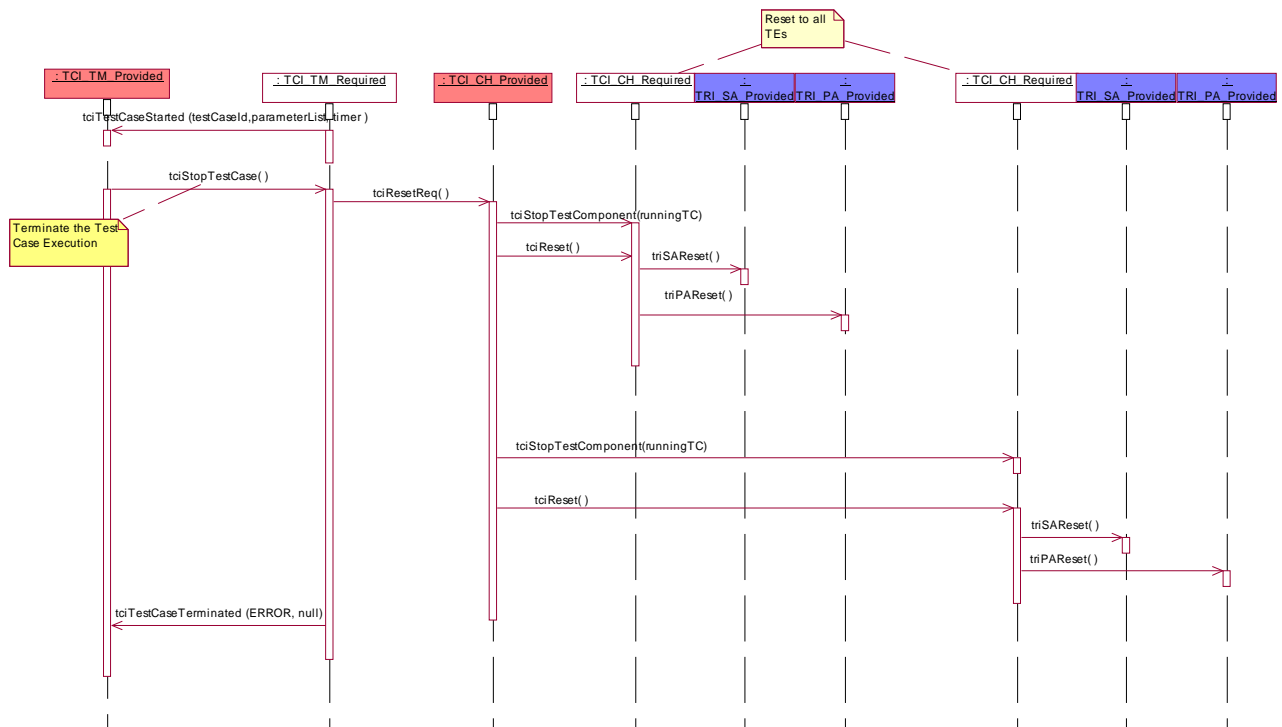 Reset to all
TEs
: TCI_TM_Provided
: TCI_TM_Required
: TCI_CH_Provided
: TCI_CH_Required
:
TRI_SA_Provided
:
TRI_PA_Provided
: TCI_CH_Required
:
TRI_SA_Provided
:
TRI_PA_Provided
tciTestCaseStarted (testCaseId,parameterList, timer )
tciStopTestCase( )
tciResetReq( )
tciStopTestComponent(runningTC)
Terminate the Test
Case Execution
tciReset( )
triSAReset( )
triPAReset( )
tciStopTestComponent(runningTC)
tciReset( )
triSAReset( )
triPAReset( )
tciTestCaseTerminated (ERROR, null)